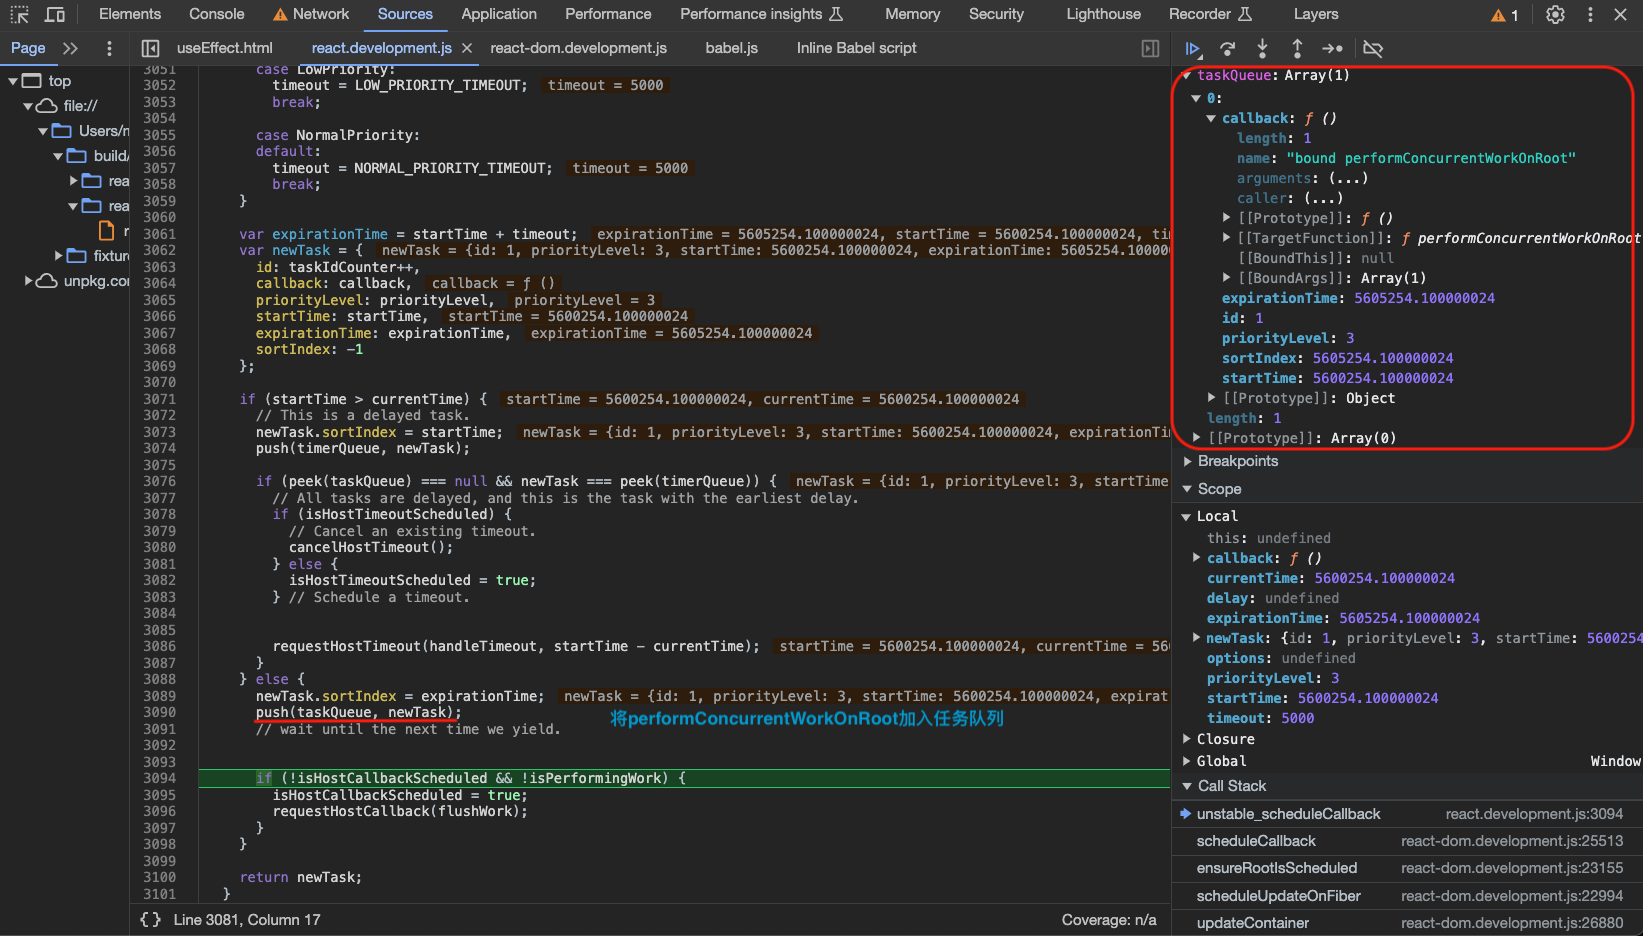 Elements Console Network Sources Application Performance Performance insights Memory Security Lighthouse Recorder Layers 1
Page useEffect.html react.development.js react-dom.development.js babel.js Inline Babel script
top
file://
Users/
build/
rea
rea
fixture
unpkg.co
3051 case LowPriority:
3052 timeout = LOW_PRIORITY_TIMEOUT; timeout = 5000
3053 break;
3054
3055 case NormalPriority:
3056 default:
3057 timeout = NORMAL_PRIORITY_TIMEOUT; timeout = 5000
3058 break;
3059 }
3060
3061 var expirationTime = startTime + timeout; expirationTime = 5605254.100000024, startTime = 5600254.100000024, ti
3062 var newTask = { newTask = {id: 1, priorityLevel: 3, startTime: 5600254.100000024, expirationTime: 5605254.10000
3063 id: taskIdCounter++,
3064 callback: callback, callback = ƒ ()
3065 priorityLevel: priorityLevel, priorityLevel = 3
3066 startTime: startTime, startTime = 5600254.100000024
3067 expirationTime: expirationTime, expirationTime = 5605254.100000024
3068 sortIndex: -1
3069 };
3070
3071 if (startTime > currentTime) { startTime = 5600254.100000024, currentTime = 5600254.100000024
3072 // This is a delayed task.
3073 newTask.sortIndex = startTime; newTask = {id: 1, priorityLevel: 3, startTime: 5600254.100000024, expirationTi
3074 push(timerQueue, newTask);
3075
3076 if (peek(taskQueue) === null && newTask === peek(timerQueue)) { newTask = {id: 1, priorityLevel: 3, startTime
3077 // All tasks are delayed, and this is the task with the earliest delay.
3078 if (isHostTimeoutScheduled) {
3079 // Cancel an existing timeout.
3080 cancelHostTimeout();
3081 } else {
3082 isHostTimeoutScheduled = true;
3083 } // Schedule a timeout.
3084
3085
3086 requestHostTimeout(handleTimeout, startTime - currentTime); startTime = 5600254.100000024, currentTime = 56
3087 }
3088 } else {
3089 newTask.sortIndex = expirationTime; newTask = {id: 1, priorityLevel: 3, startTime: 5600254.100000024, expirat
3090 push(taskQueue, newTask); 将performConcurrentWorkOnRoot加入任务队列
3091 // wait until the next time we yield.
3092
3093
3094 if (!isHostCallbackScheduled && !isPerformingWork) {
3095 isHostCallbackScheduled = true;
3096 requestHostCallback(flushWork);
3097 }
3098 }
3099
3100 return newTask;
3101 }
{} Line 3081, Column 17 Coverage: n/a
taskQueue: Array(1)
0:
callback: ƒ ()
length: 1
name: "bound performConcurrentWorkOnRoot"
arguments: (...)
caller: (...)
[[Prototype]]: ƒ ()
[[TargetFunction]]: ƒ performConcurrentWorkOnRoot
[[BoundThis]]: null
[[BoundArgs]]: Array(1)
expirationTime: 5605254.100000024
id: 1
priorityLevel: 3
sortIndex: 5605254.100000024
startTime: 5600254.100000024
[[Prototype]]: Object
length: 1
[[Prototype]]: Array(0)
Breakpoints
Scope
Local
this: undefined
callback: ƒ ()
currentTime: 5600254.100000024
delay: undefined
expirationTime: 5605254.100000024
newTask: {id: 1, priorityLevel: 3, startTime: 5600254
options: undefined
priorityLevel: 3
startTime: 5600254.100000024
timeout: 5000
Closure
Global Window
Call Stack
unstable_scheduleCallback react.development.js:3094
scheduleCallback react-dom.development.js:25513
ensureRootIsScheduled react-dom.development.js:23155
scheduleUpdateOnFiber react-dom.development.js:22994
updateContainer react-dom.development.js:26880